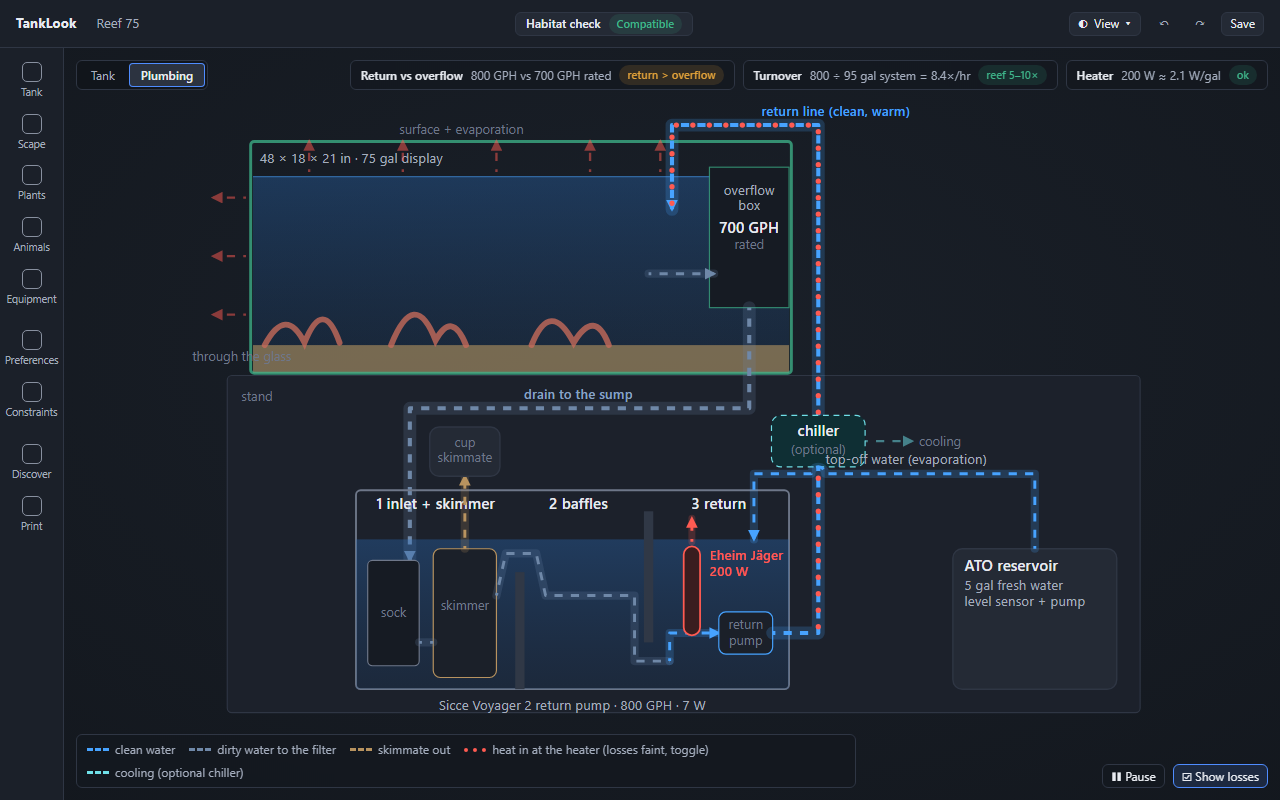 TankLook
Reef 75
Habitat check Compatible
View
Save
Tank
Scape
Plants
Animals
Equipment
Preferences
Constraints
Discover
Print
Tank
Plumbing
Return vs overflow 800 GPH vs 700 GPH rated return > overflow
Turnover 800 ÷ 95 gal system = 8.4×/hr reef 5–10×
Heater 200 W ≈ 2.1 W/gal ok
return line (clean, warm)
surface + evaporation
48 × 18 × 21 in · 75 gal display
overflow
box
700 GPH
rated
through the glass
stand
drain to the sump
cup
skimmate
chiller
(optional)
cooling
top-off water (evaporation)
1 inlet + skimmer
2 baffles
3 return
Eheim Jäger
200 W
sock
skimmer
return
pump
ATO reservoir
5 gal fresh water
level sensor + pump
Sicce Voyager 2 return pump · 800 GPH · 7 W
clean water
dirty water to the filter
skimmate out
heat in at the heater (losses faint, toggle)
cooling (optional chiller)
Pause
Show losses